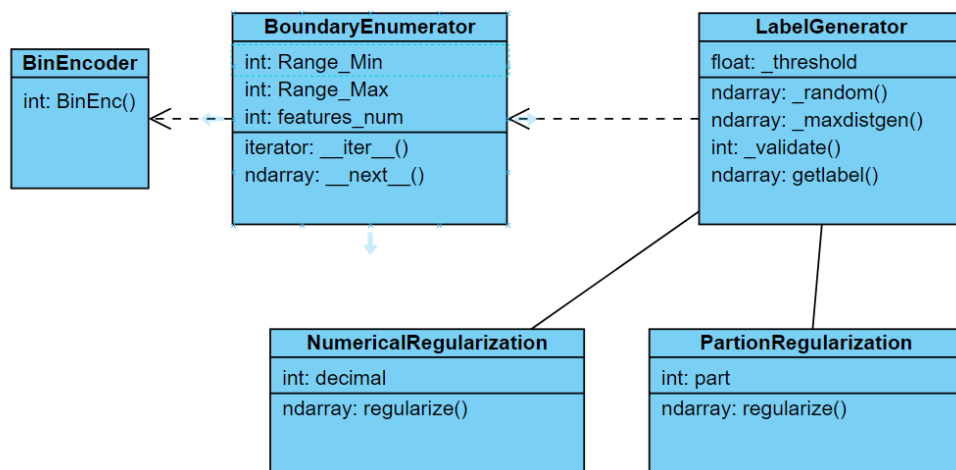 BinEncoder
int: BinEnc()
BoundaryEnumerator
int: Range_Min
int: Range_Max
int: features_num
iterator: __iter__()
ndarray: __next__()
LabelGenerator
float: _threshold
ndarray: _random()
ndarray: _maxdistgen()
int: _validate()
ndarray: getlabel()
NumericalRegularization
int: decimal
ndarray: regularize()
PartionRegularization
int: part
ndarray: regularize()